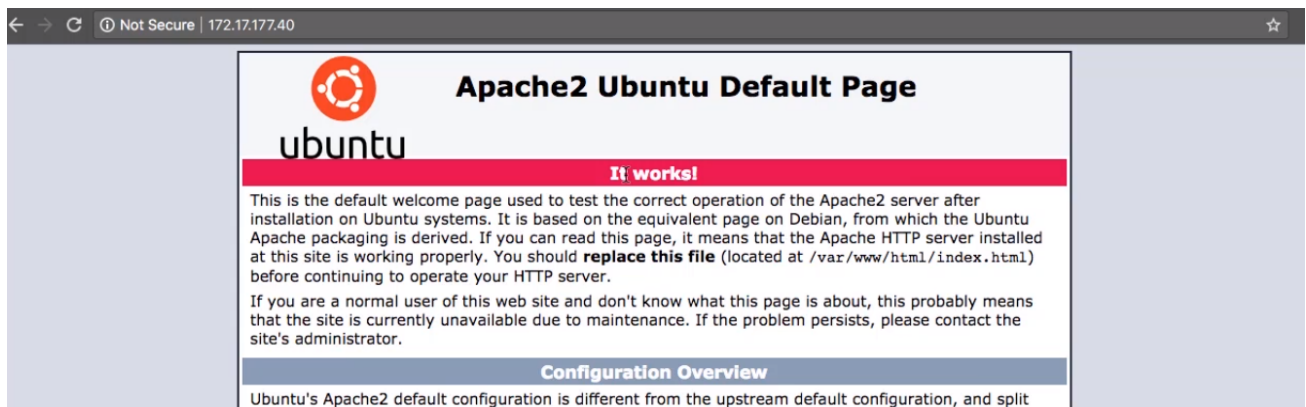 Not Secure | 172.17.177.40
Apache2 Ubuntu Default Page
ubuntu
It works!
This is the default welcome page used to test the correct operation of the Apache2 server after
installation on Ubuntu systems. It is based on the equivalent page on Debian, from which the Ubuntu
Apache packaging is derived. If you can read this page, it means that the Apache HTTP server installed
at this site is working properly. You should replace this file (located at /var/www/html/index.html)
before continuing to operate your HTTP server.
If you are a normal user of this web site and don't know what this page is about, this probably means
that the site is currently unavailable due to maintenance. If the problem persists, please contact the
site's administrator.
Configuration Overview
Ubuntu's Apache2 default configuration is different from the upstream default configuration, and split